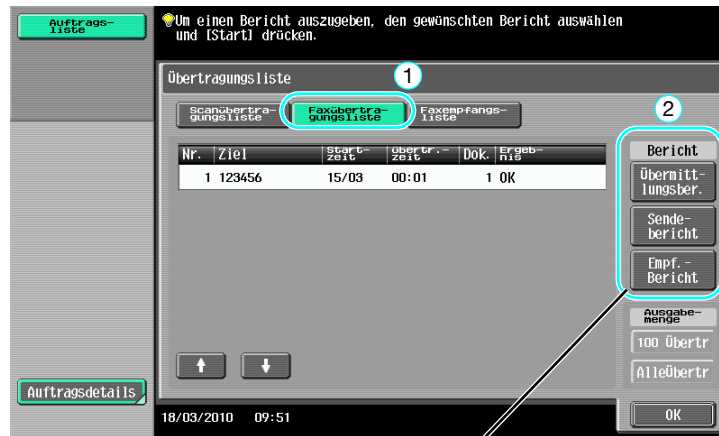 Auftrags-
liste
Um einen Bericht auszugeben, den gewünschten Bericht auswählen
und [Start] drücken.
Übertragungsliste
1
Scanübertra-
gungsliste
Faxübertra-
gungsliste
Faxempfangs-
liste
2
Nr. Ziel Start-
zeit Übertr.-
zeit Dok. Ergeb-
nis
1 123456 15/03 00:01 1 OK
Bericht
Übermitt-
lungsber.
Sende-
bericht
Empf.-
Bericht
Ausgabe-
menge
100 Übertr
AlleÜbertr
Auftragsdetails
18/03/2010 09:51
OK